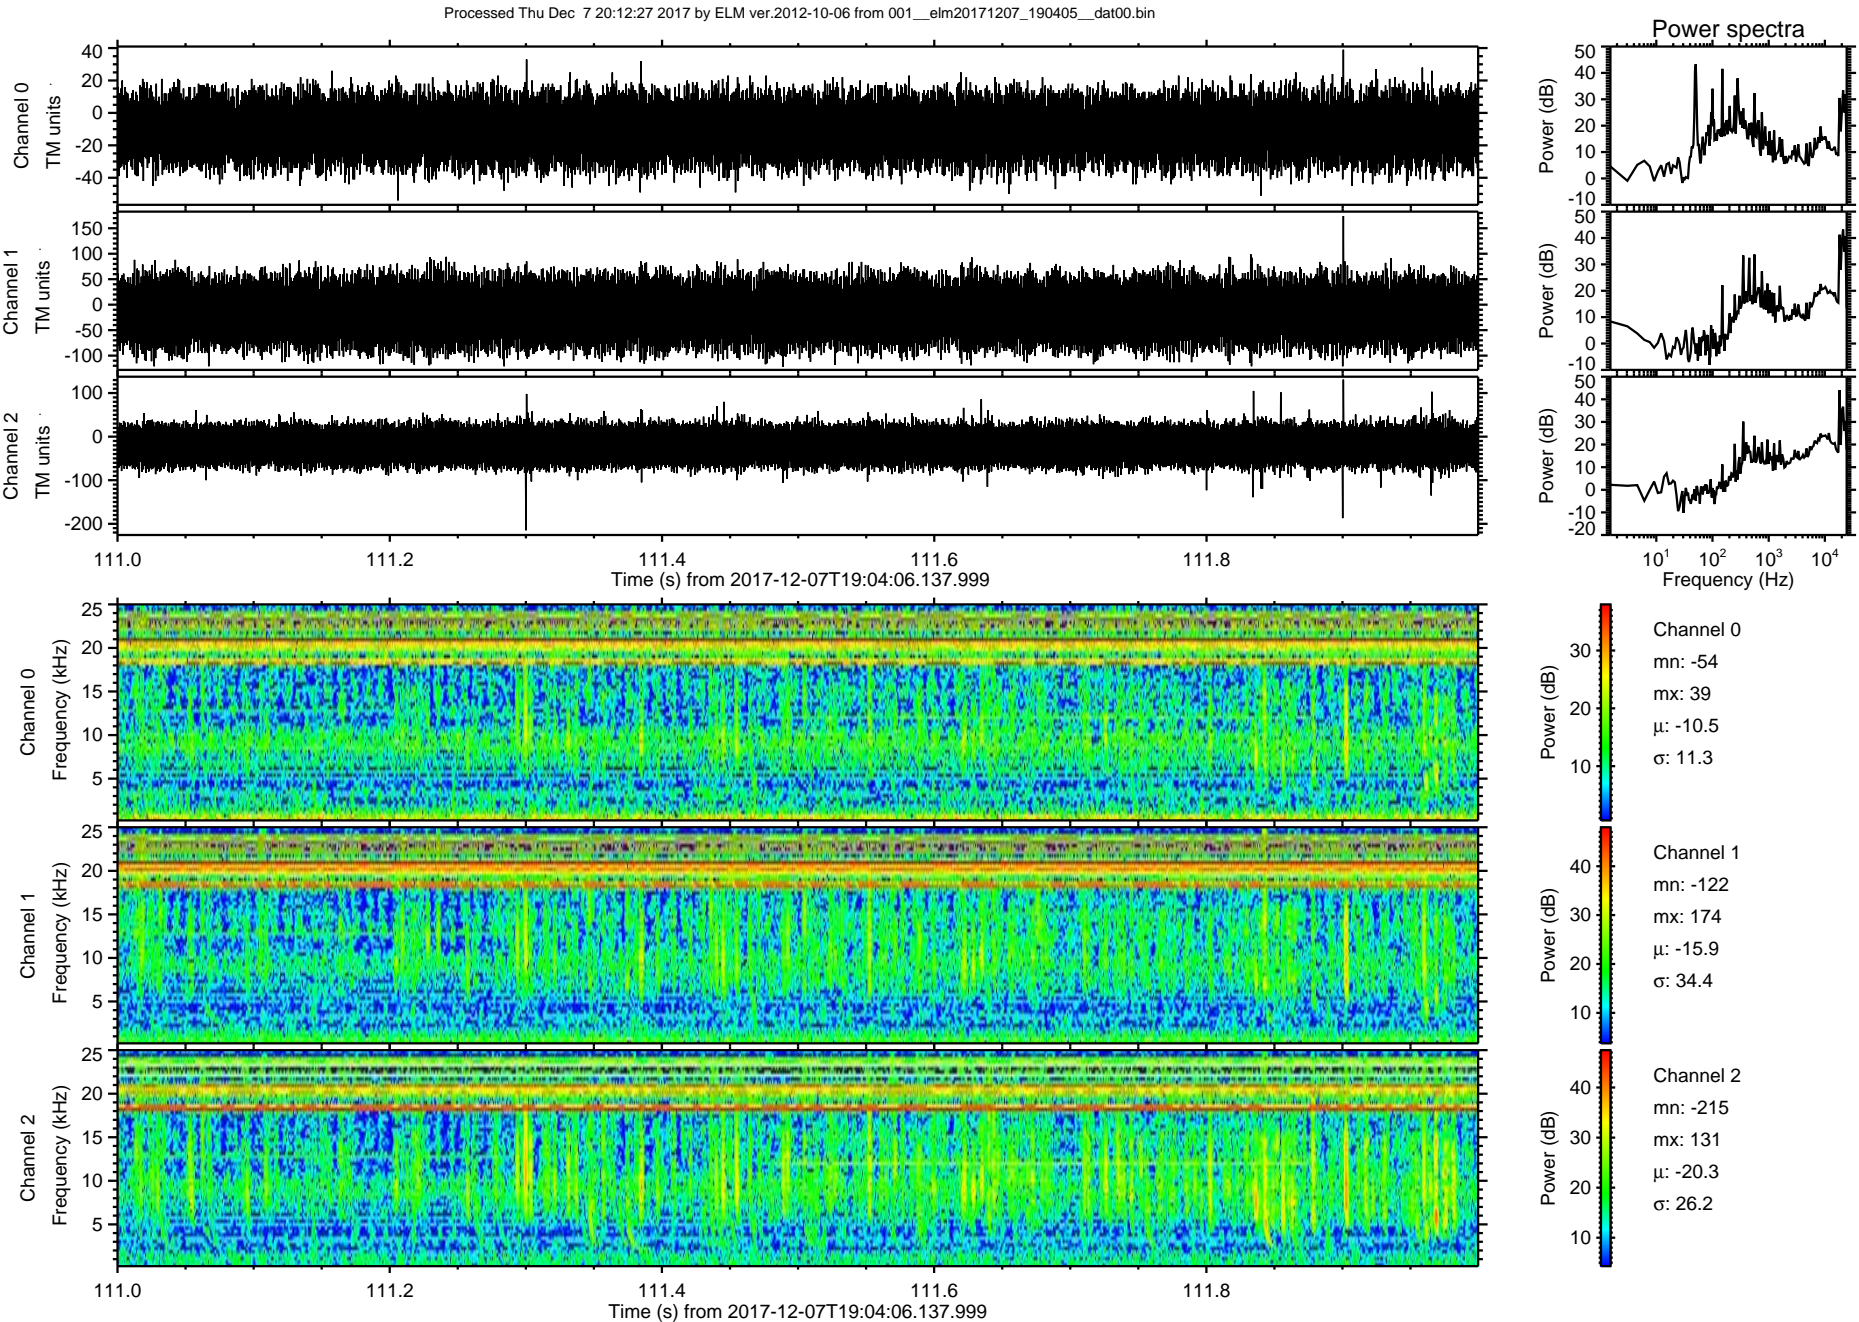 Processed Thu Dec  7 20:12:27 2017 by ELM ver.2012-10-06 from 001__elm20171207_190405__dat00.bin
Power spectra
Channel 0
TM units
40
20
0
-20
-40
Power (dB)
50
40
30
20
10
0
-10
Channel 1
TM units
150
100
50
0
-50
-100
Power (dB)
50
40
30
20
10
0
-10
Channel 2
TM units
100
0
-100
-200
Power (dB)
50
40
30
20
10
0
-10
-20
111.0 111.2 111.4 111.6 111.8
Time (s) from 2017-12-07T19:04:06.137.999
10^1 10^2 10^3 10^4
Frequency (Hz)
Channel 0
Frequency (kHz)
25
20
15
10
5
Power (dB)
30
20
10
Channel 0
mn: -54
mx: 39
μ: -10.5
σ: 11.3
Channel 1
Frequency (kHz)
25
20
15
10
5
Power (dB)
40
30
20
10
Channel 1
mn: -122
mx: 174
μ: -15.9
σ: 34.4
Channel 2
Frequency (kHz)
25
20
15
10
5
Power (dB)
40
30
20
10
Channel 2
mn: -215
mx: 131
μ: -20.3
σ: 26.2
111.0 111.2 111.4 111.6 111.8
Time (s) from 2017-12-07T19:04:06.137.999